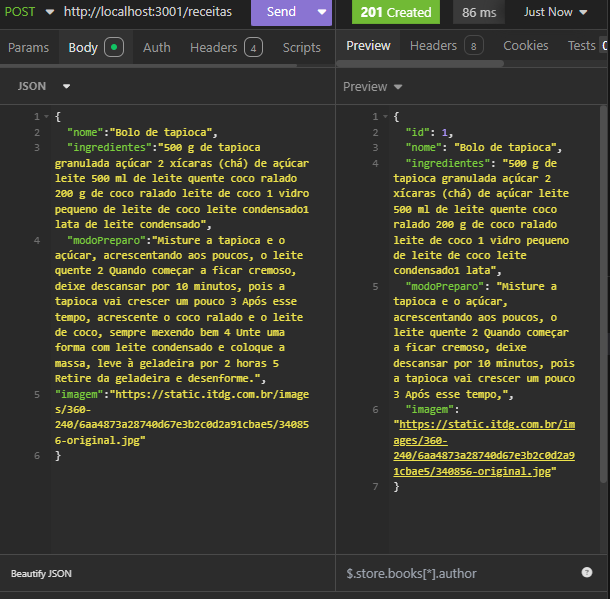 POST http://localhost:3001/receitas Send 201 Created 86 ms Just Now
Params Body Auth Headers 4 Scripts Preview Headers 8 Cookies Tests
JSON
1 {
2 "nome":"Bolo de tapioca",
3 "ingredientes":"500 g de tapioca
granulada açúcar 2 xícaras (chá) de açúcar
leite 500 ml de leite quente coco ralado
200 g de coco ralado leite de coco 1 vidro
pequeno de leite de coco leite condensado1
lata de leite condensado",
4 "modoPreparo":"Misture a tapioca e o
açúcar, acrescentando aos poucos, o leite
quente 2 Quando começar a ficar cremoso,
deixe descansar por 10 minutos, pois a
tapioca vai crescer um pouco 3 Após esse
tempo, acrescente o coco ralado e o leite
de coco, sempre mexendo bem 4 Unte uma
forma com leite condensado e coloque a
massa, leve à geladeira por 2 horas 5
Retire da geladeira e desenforme.",
5 "imagem":"https://static.itdg.com.br/image
s/360-
240/6aa4873a28740d67e3b2c0d2a91cbae5/34085
6-original.jpg"
6 }
Beautify JSON
Preview
1 {
2 "id": 1,
3 "nome": "Bolo de tapioca",
4 "ingredientes": "500 g de
tapioca granulada açúcar 2
xícaras (chá) de açúcar leite
500 ml de leite quente coco
ralado 200 g de coco ralado
leite de coco 1 vidro pequeno
de leite de coco leite
condensado1 lata",
5 "modoPreparo": "Misture a
tapioca e o açúcar,
acrescentando aos poucos, o
leite quente 2 Quando começar
a ficar cremoso, deixe
descansar por 10 minutos, pois
a tapioca vai crescer um pouco
3 Após esse tempo,",
6 "imagem":
"https://static.itdg.com.br/im
ages/360-
240/6aa4873a28740d67e3b2c0d2a9
1cbae5/340856-original.jpg"
7 }
$.store.books[*].author